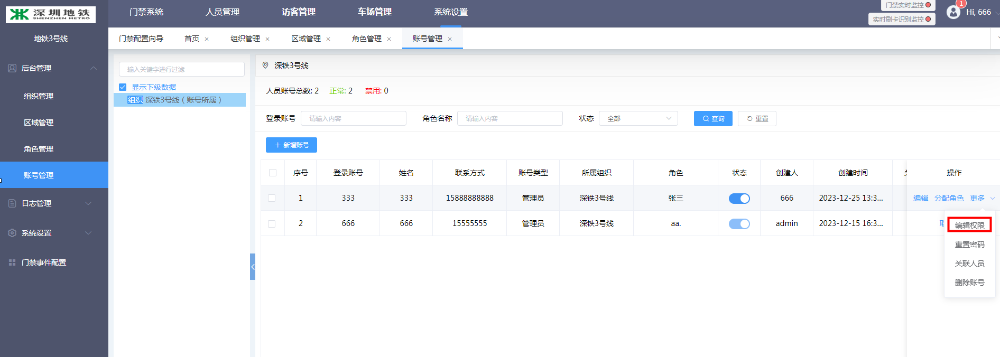 深圳地铁
SHENZHEN METRO
门禁系统 人员管理 访客管理 车场管理 系统设置
门禁实时监控
实时刷卡识别监控
1
Hi, 666
地铁3号线
门禁配置向导 首页 × 组织管理 × 区域管理 × 角色管理 × 账号管理 ×
后台管理
组织管理
区域管理
角色管理
账号管理
日志管理
系统设置
门禁事件配置
输入关键字进行过滤
显示下级数据
组织 深铁3号线（账号所属）
深铁3号线
人员账号总数: 2 正常: 2 禁用: 0
登录账号 请输入内容 角色名称 请输入内容 状态 全部 查询 重置
+ 新增账号
序号 登录账号 姓名 联系方式 账号类型 所属组织 角色 状态 创建人 创建时间 操作
1 333 333 15888888888 管理员 深铁3号线 张三 666 2023-12-25 13:3... 编辑 分配角色 更多
2 666 666 15555555 管理员 深铁3号线 aa. admin 2023-12-15 16:3...
编辑权限
重置密码
关联人员
删除账号